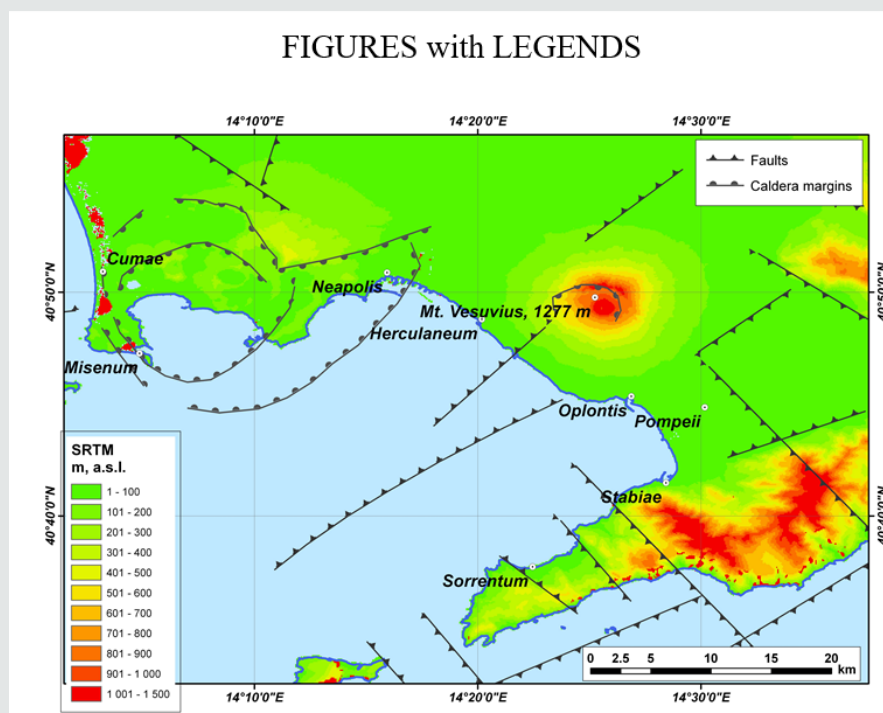 FIGURES with LEGENDS
14°10'0"E
14°20'0"E
14°30'0"E
Faults
Caldera margins
Cumae
40°50'0"N
40°50'0"N
Neapolis
Mt. Vesuvius, 1277 m
Herculaneum
Misenum
Oplontis
Pompeii
SRTM
m, a.s.l.
1 - 100
101 - 200
201 - 300
301 - 400
401 - 500
501 - 600
601 - 700
701 - 800
801 - 900
901 - 1 000
1 001 - 1 500
Stabiae
40°40'0"N
40°40'0"N
Sorrentum
0 2.5 5 10 15 20
km
14°10'0"E
14°20'0"E
14°30'0"E